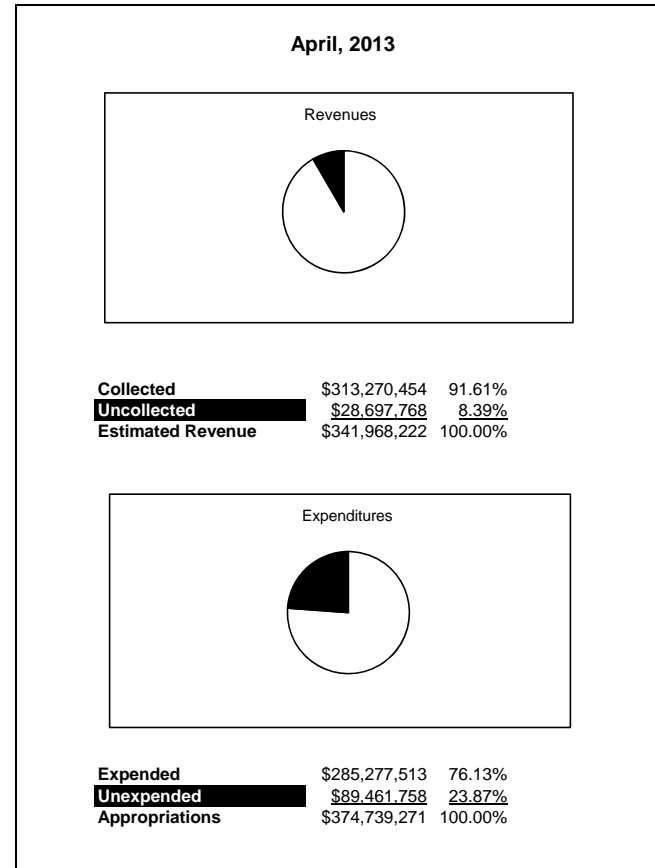 April, 2013
Revenues
Collected $313,270,454 91.61%
Uncollected $28,697,768 8.39%
Estimated Revenue $341,968,222 100.00%
Expenditures
Expended $285,277,513 76.13%
Unexpended $89,461,758 23.87%
Appropriations $374,739,271 100.00%